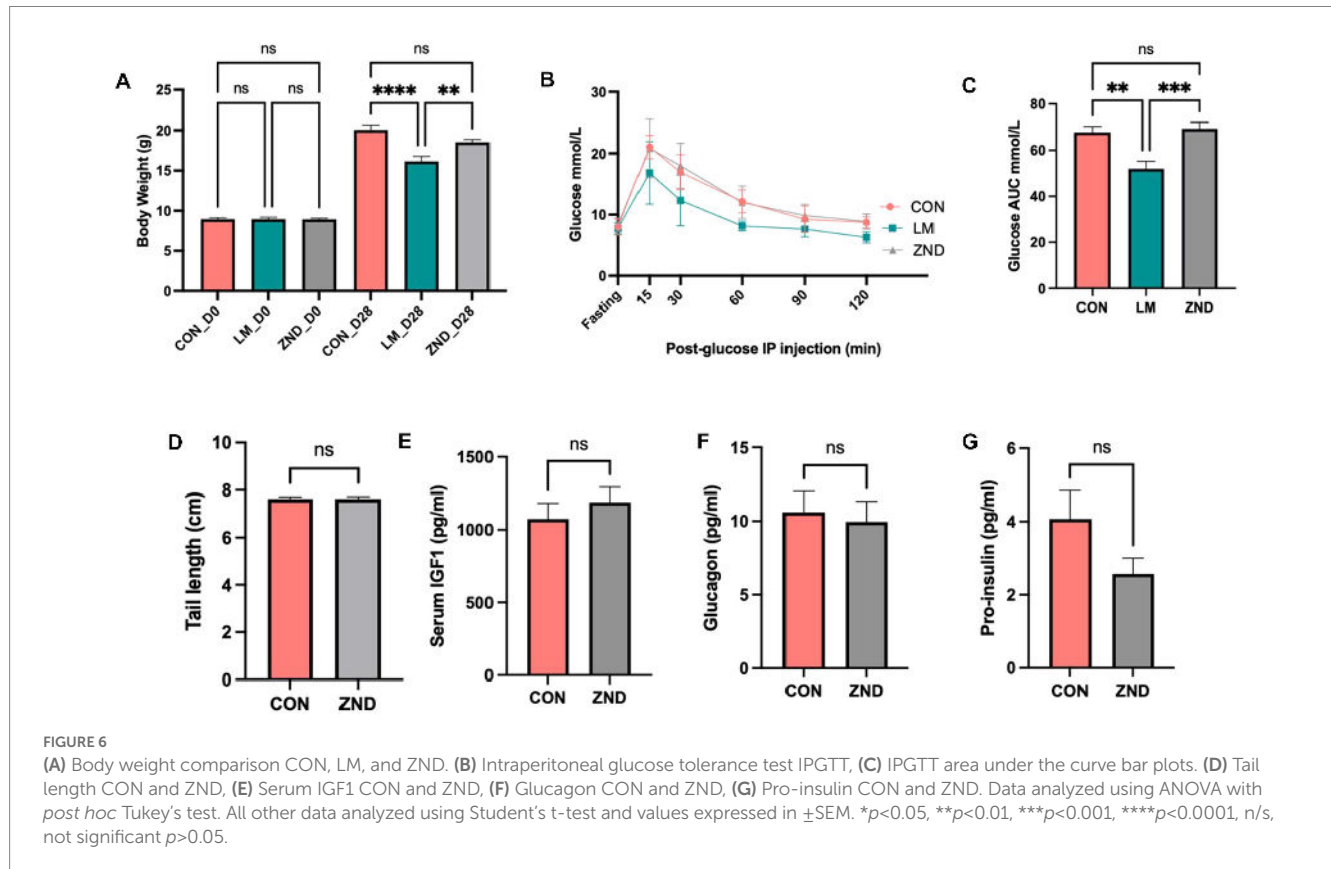 A
ns
ns
ns
ns
****
**
Body Weight (g)
25
20
15
10
5
0
CON_D0
LM_D0
ZND_D0
CON_D28
LM_D28
ZND_D28
B
Glucose mmol/L
30
20
10
0
Fasting
15
30
60
90
120
Post-glucose IP injection (min)
CON
LM
ZND
C
ns
**
***
Glucose AUC mmol/L
80
60
40
20
0
CON LM ZND
D
ns
Tail length (cm)
10
8
6
4
2
0
CON ZND
E
ns
Serum IGF1 (pg/ml)
1500
1000
500
0
CON ZND
F
ns
Glucagon (pg/ml)
15
10
5
0
CON ZND
G
ns
Pro-insulin (pg/ml)
6
4
2
0
CON ZND
FIGURE 6
(A) Body weight comparison CON, LM, and ZND. (B) Intraperitoneal glucose tolerance test IPGTT, (C) IPGTT area under the curve bar plots. (D) Tail
length CON and ZND, (E) Serum IGF1 CON and ZND, (F) Glucagon CON and ZND, (G) Pro-insulin CON and ZND. Data analyzed using ANOVA with
post hoc Tukey's test. All other data analyzed using Student's t-test and values expressed in ±SEM. *p<0.05, **p<0.01, ***p<0.001, ****p<0.0001, n/s,
not significant p>0.05.